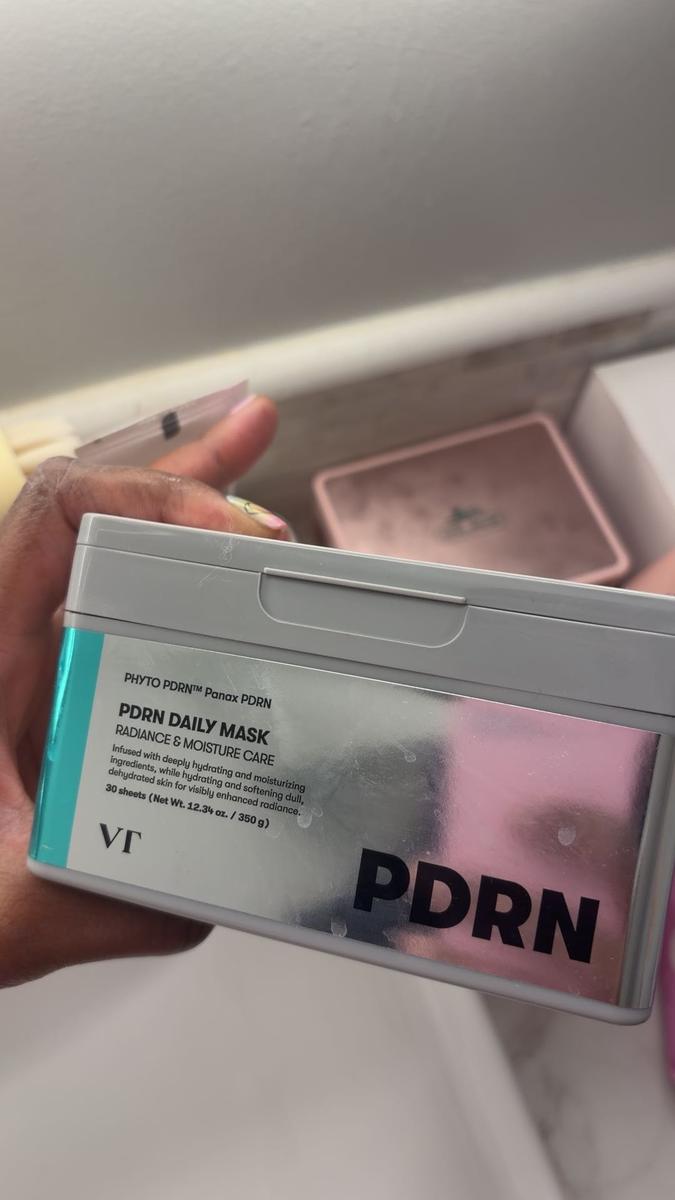 PHYTO PDRN™ Panax PDRN
PDRN DAILY MASK
RADIANCE & MOISTURE CARE
Infused with deeply hydrating and moisturizing
ingredients, while hydrating and softening dull,
dehydrated skin for visibly enhanced radiance.
30 sheets (Net Wt. 12.34 oz. / 350 g)
VT
PDRN